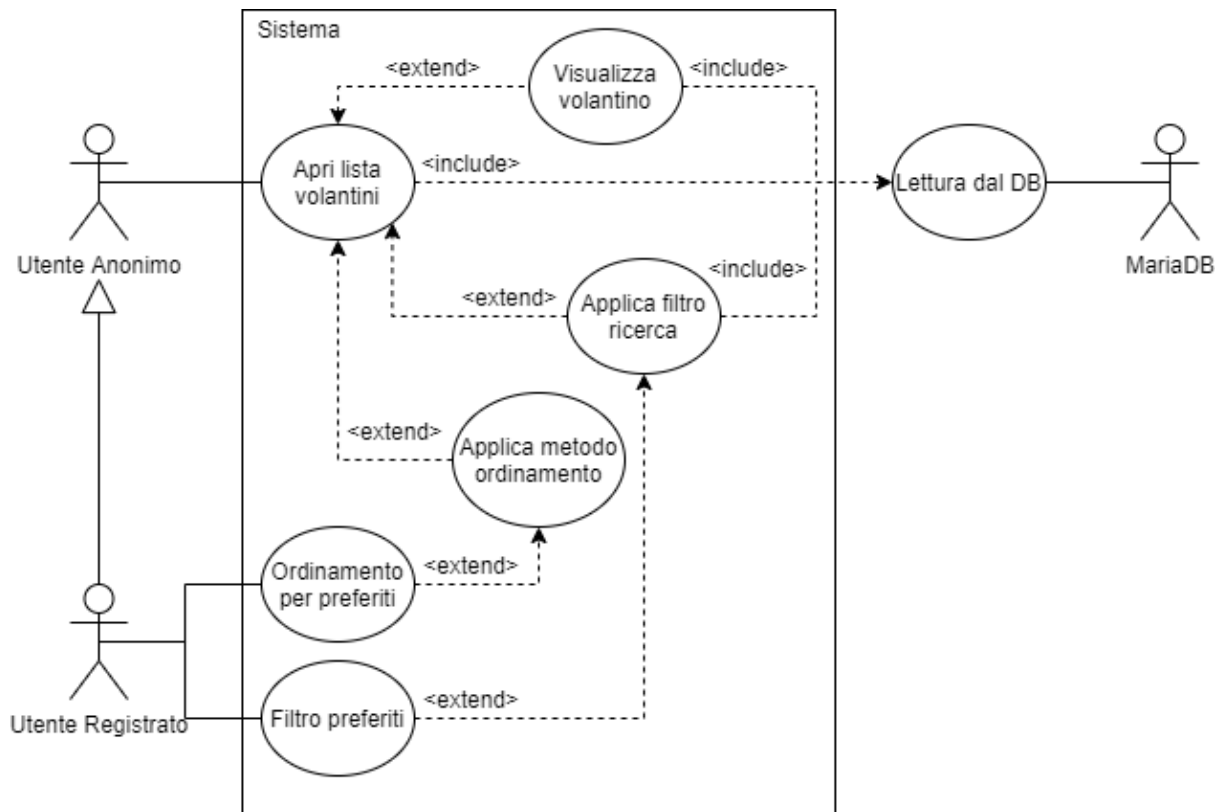 Sistema
<extend>
Visualizza
volantino
<include>
Apri lista
volantini
<include>
Lettura dal DB
Utente Anonimo
MariaDB
<include>
<extend>
Applica filtro
ricerca
<extend>
Applica metodo
ordinamento
Ordinamento
per preferiti
<extend>
Utente Registrato
Filtro preferiti
<extend>